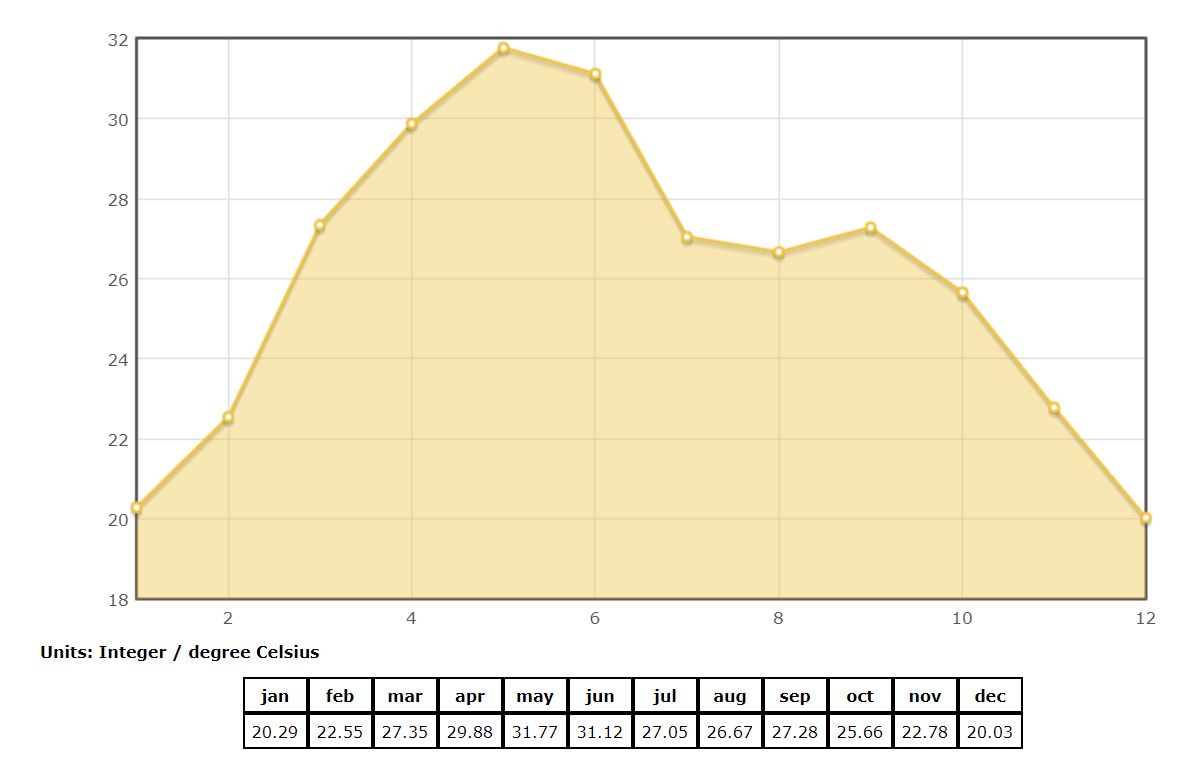 32
30
28
26
24
22
20
18
2 4 6 8 10 12
Units: Integer / degree Celsius
jan feb mar apr may jun jul aug sep oct nov dec
20.29 22.55 27.35 29.88 31.77 31.12 27.05 26.67 27.28 25.66 22.78 20.03